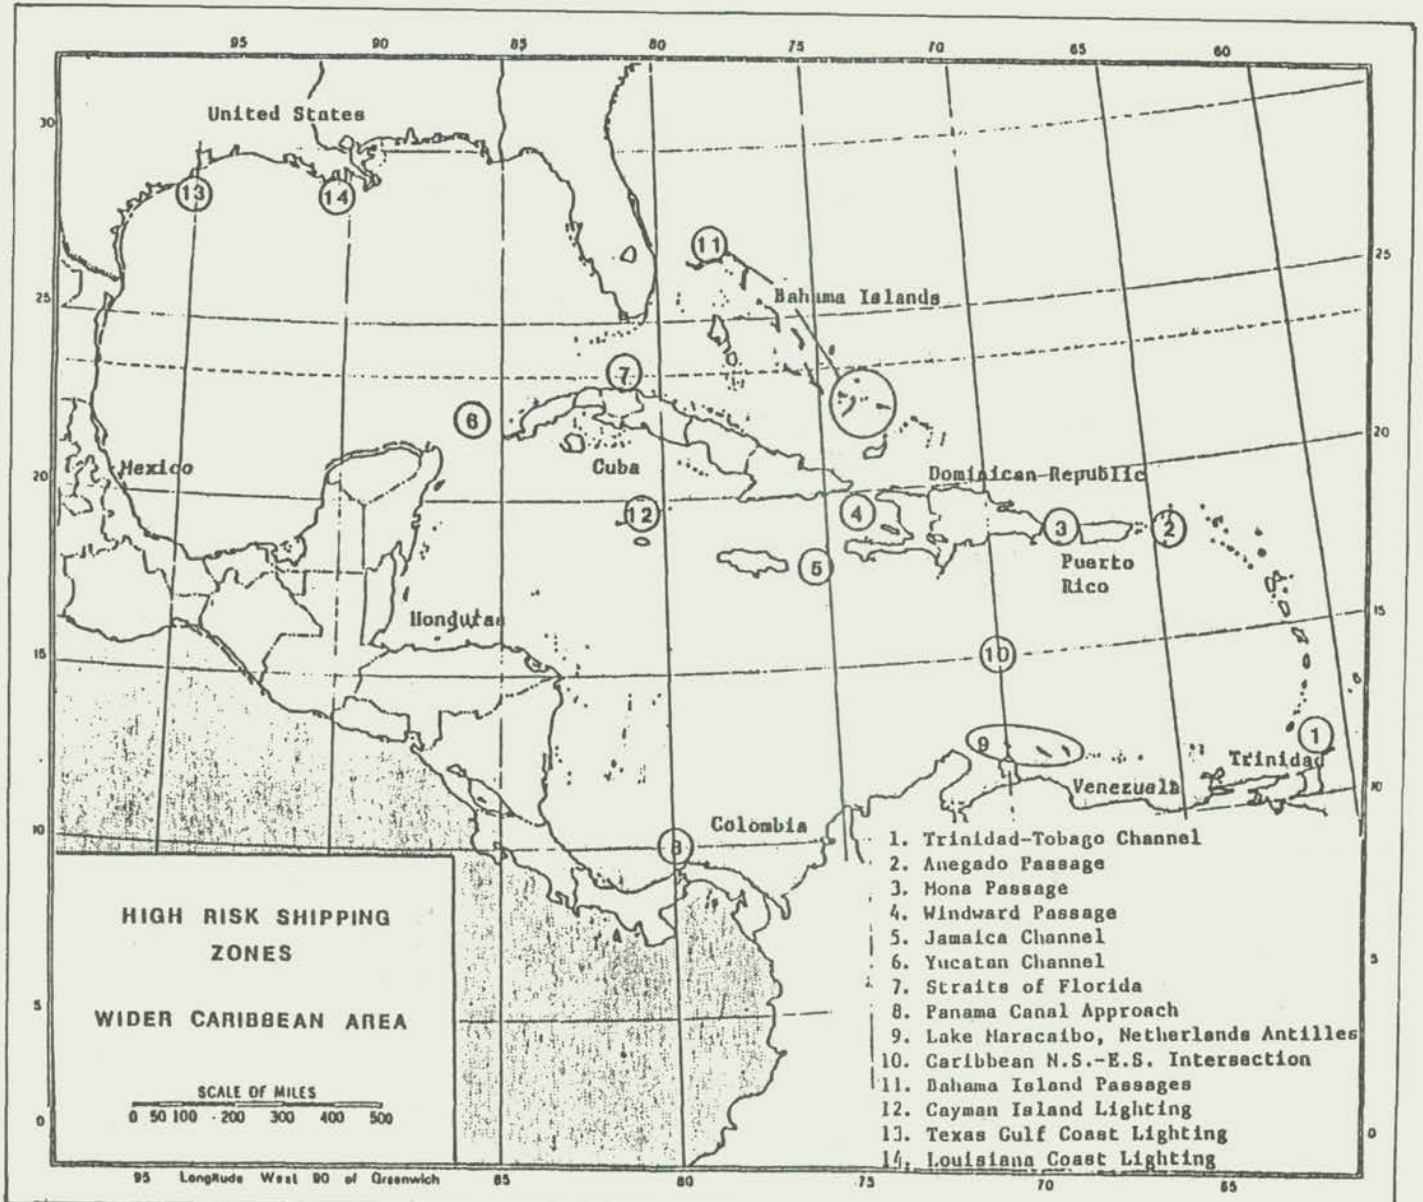 95 90 85 80 75 70 65 60
30
United States
13
14
11
25
25
Bahama Islands
7
6
20
Mexico
Cuba
Dominican Republic
20
12
4
3
2
5
Puerto
Rico
Honduras
15
15
10
9
1
Trinidad
Venezuala
10
10
Colombia
8
1. Trinidad-Tobago Channel
2. Anegado Passage
3. Mona Passage
4. Windward Passage
5. Jamaica Channel
6. Yucatan Channel
7. Straits of Florida
8. Panama Canal Approach
9. Lake Maracaibo, Netherlands Antilles
10. Caribbean N.S.-E.S. Intersection
11. Bahama Island Passages
12. Cayman Island Lighting
13. Texas Gulf Coast Lighting
14. Louisiana Coast Lighting
HIGH RISK SHIPPING
ZONES
WIDER CARIBBEAN AREA
SCALE OF MILES
0 50 100 200 300 400 500
5
5
0
0
95 Longitude West 90 of Greenwich 85 80 75 70 65